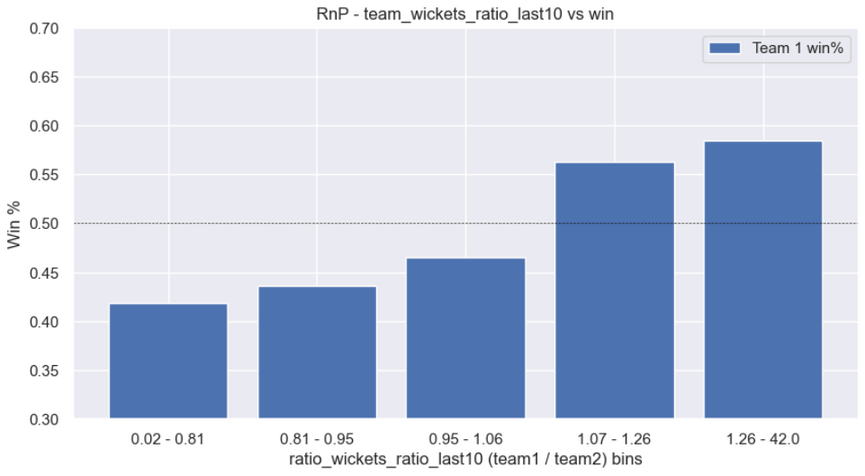 RnP - team_wickets_ratio_last10 vs win
Team 1 win%
Win %
0.70
0.65
0.60
0.55
0.50
0.45
0.40
0.35
0.30
0.02 - 0.81
0.81 - 0.95
0.95 - 1.06
1.07 - 1.26
1.26 - 42.0
ratio_wickets_ratio_last10 (team1 / team2) bins